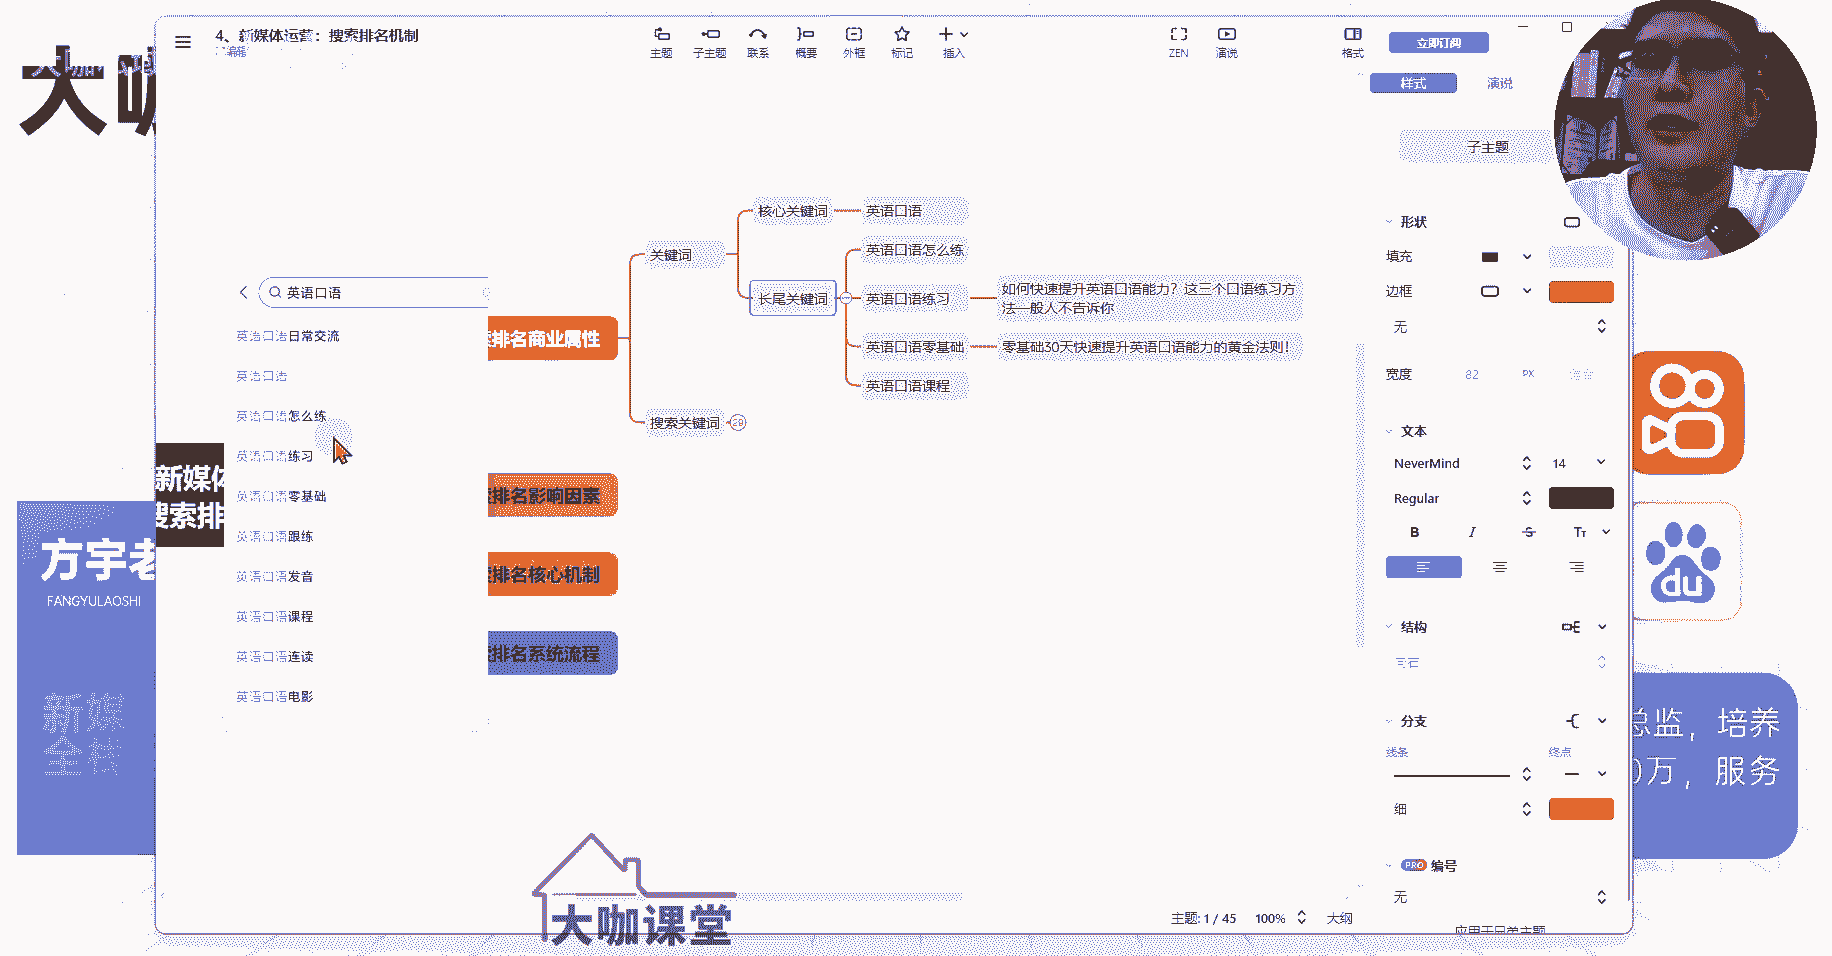 4、新媒体运营：搜索排名机制
已编辑
主题
子主题
联系
概要
外框
标记
插入
ZEN
演说
格式
立即订阅
样式
演说
子主题
大咖
形状
填充
边框
无
宽度
82
PX
文本
NeverMind
14
Regular
B
I
S
TT
结构
分支
线条
终点
细
PRO
编号
无
核心关键词
英语口语
关键词
英语口语怎么练
长尾关键词
英语口语练习
如何快速提升英语口语能力？这三个口语练习方
法一般人不告诉你
英语口语零基础
零基础30天快速提升英语口语能力的黄金法则！
英语口语课程
搜索关键词
29
排名商业属性
排名影响因素
排名核心机制
排名系统流程
英语口语
英语口语日常交流
英语口语
英语口语怎么练
英语口语练习
英语口语零基础
英语口语跟练
英语口语发音
英语口语课程
英语口语连读
英语口语电影
新媒体
搜索排
方宇老
FANGYULAOSHI
新媒
全栈
du
总监，培养
0万，服务
大咖课堂
主题: 1 / 45
100%
大纲
应用于兄弟主题